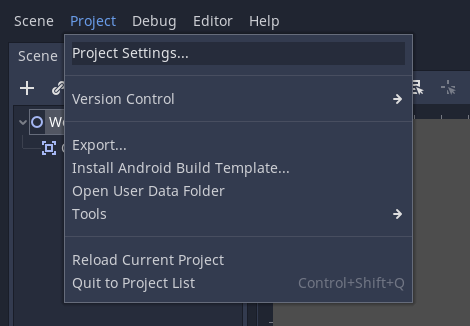 Scene Project Debug Editor Help
Scene
Project Settings...
Version Control
Export...
Install Android Build Template...
Open User Data Folder
Tools
Reload Current Project
Quit to Project List Control+Shift+Q